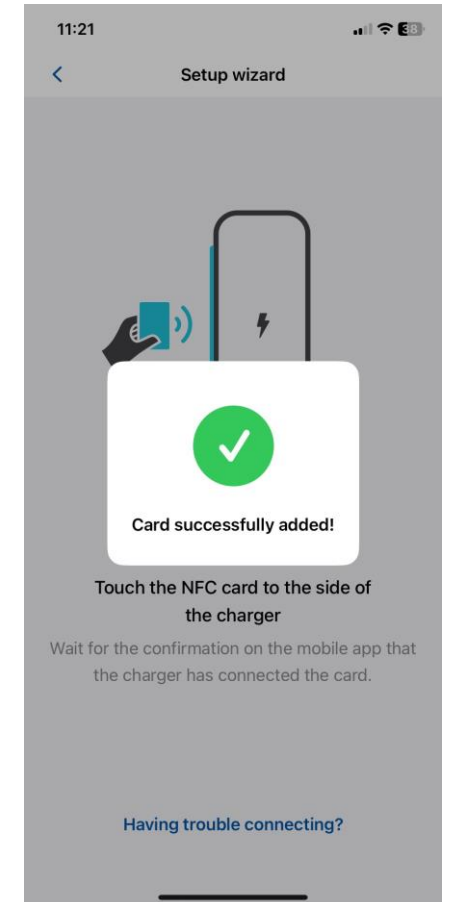 11:21
38
Setup wizard
Card successfully added!
Touch the NFC card to the side of
the charger
Wait for the confirmation on the mobile app that
the charger has connected the card.
Having trouble connecting?